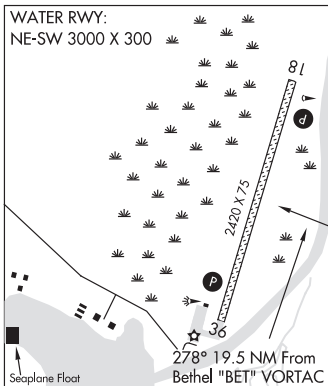 WATER RWY:
NE-SW 3000 X 300
18
P
2420 X 75
P
36
278° 19.5 NM From
Bethel "BET" VORTAC
Seaplane Float